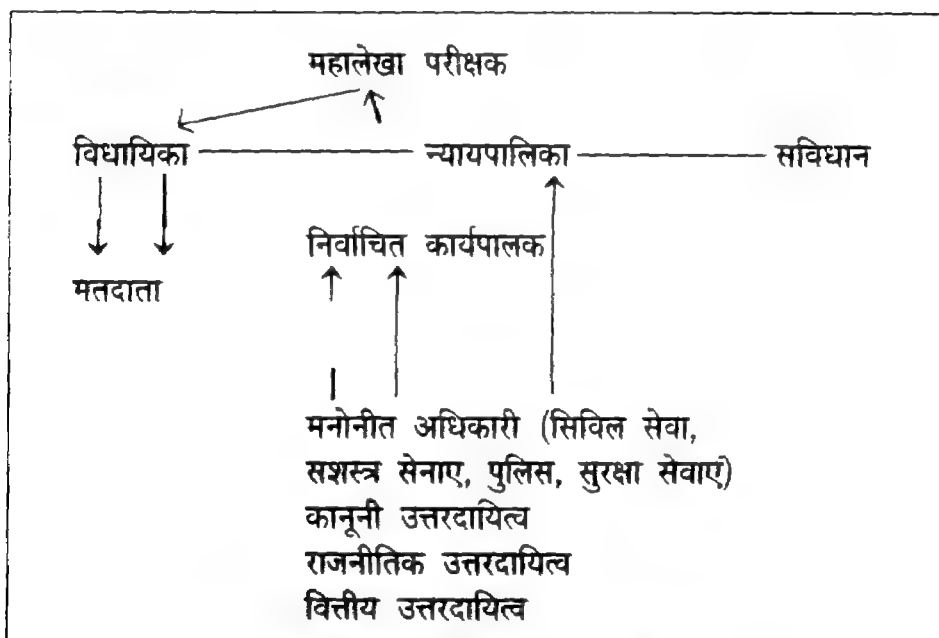 महालेखा परीक्षक
विधायिका न्यायपालिका सविधान
निर्वाचित कार्यपालक
मतदाता
मनोनीत अधिकारी (सिविल सेवा,
सशस्त्र सेनाए, पुलिस, सुरक्षा सेवाए)
कानूनी उत्तरदायित्व
राजनीतिक उत्तरदायित्व
वित्तीय उत्तरदायित्व